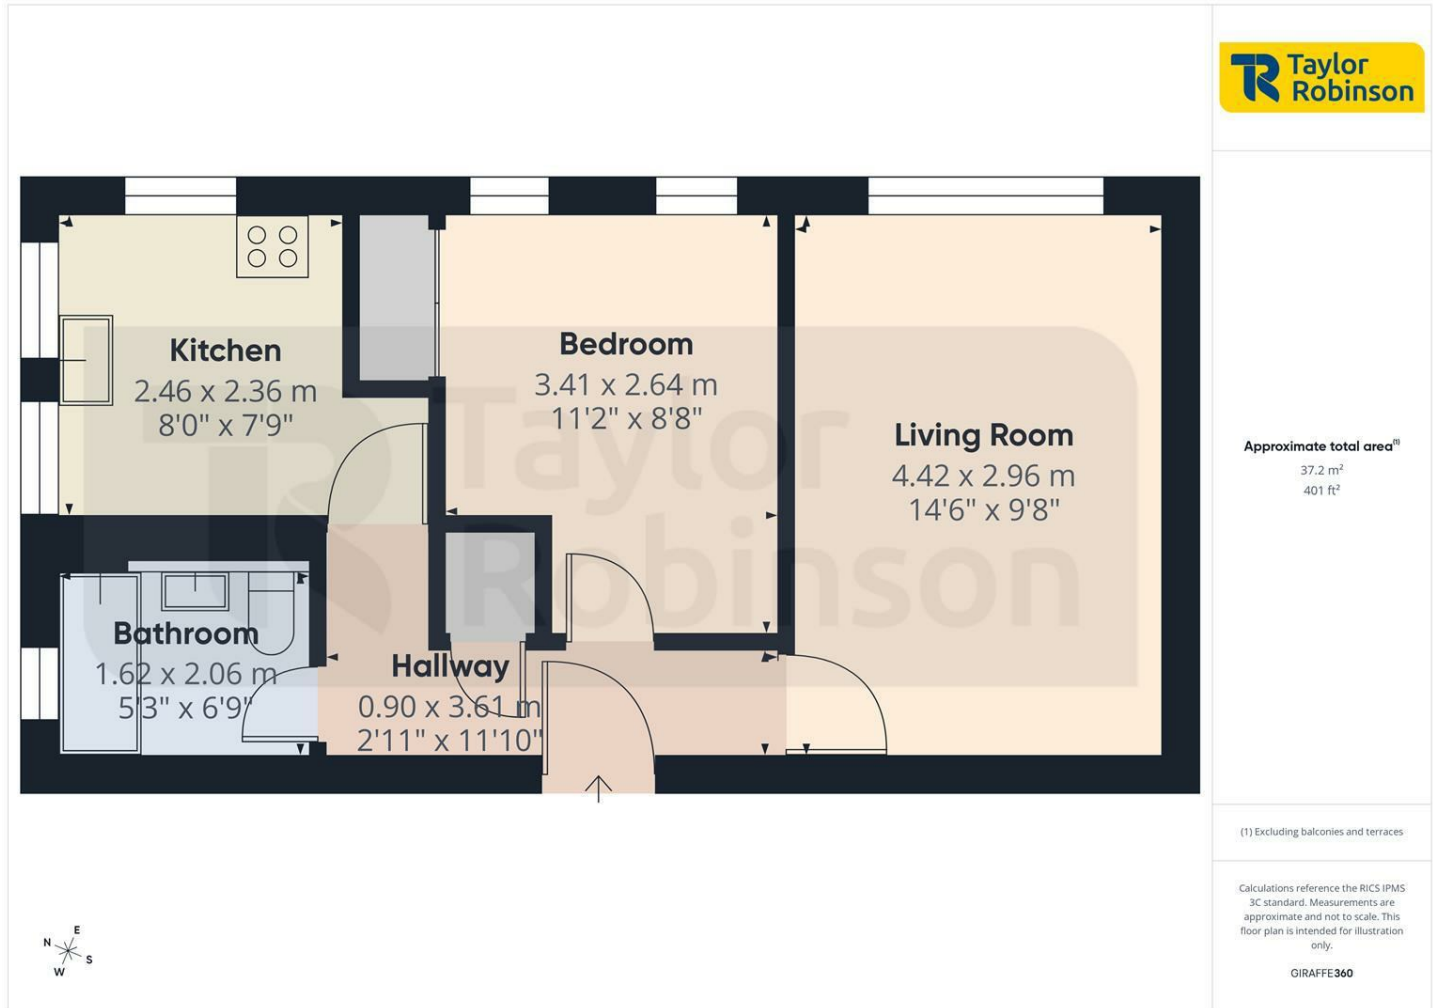 Taylor
Robinson
Kitchen
2.46 x 2.36 m
8'0" x 7'9"
Bedroom
3.41 x 2.64 m
11'2" x 8'8"
Living Room
4.42 x 2.96 m
14'6" x 9'8"
Bathroom
1.62 x 2.06 m
5'3" x 6'9"
Hallway
0.90 x 3.61 m
2'11" x 11'10"
Taylor
Robinson
Approximate total area(1)
37.2 m²
401 ft²
(1) Excluding balconies and terraces
Calculations reference the RICS IPMS
3C standard. Measurements are
approximate and not to scale. This
floor plan is intended for illustration
only.
GIRAFFE360
E
N
S
W